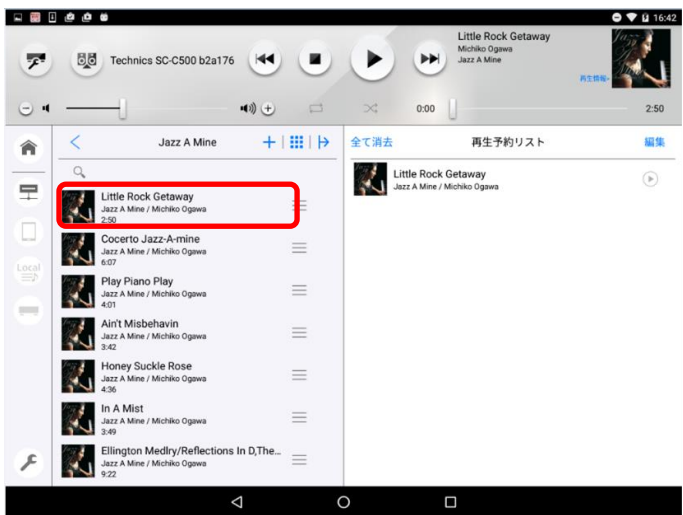 16:42
Technics SC-C500 b2a176
Little Rock Getaway
Michiko Ogawa
Jazz A Mine
再生情報
0:00
2:50
Jazz A Mine
全て消去
再生予約リスト
編集
Little Rock Getaway
Jazz A Mine / Michiko Ogawa
2:50
Cocerto Jazz-A-mine
Jazz A Mine / Michiko Ogawa
6:07
Play Piano Play
Jazz A Mine / Michiko Ogawa
4:01
Ain't Misbehavin
Jazz A Mine / Michiko Ogawa
3:42
Honey Suckle Rose
Jazz A Mine / Michiko Ogawa
4:36
In A Mist
Jazz A Mine / Michiko Ogawa
3:49
Ellington Medlry/Reflections In D,The...
Jazz A Mine / Michiko Ogawa
9:22
Little Rock Getaway
Jazz A Mine / Michiko Ogawa
Local